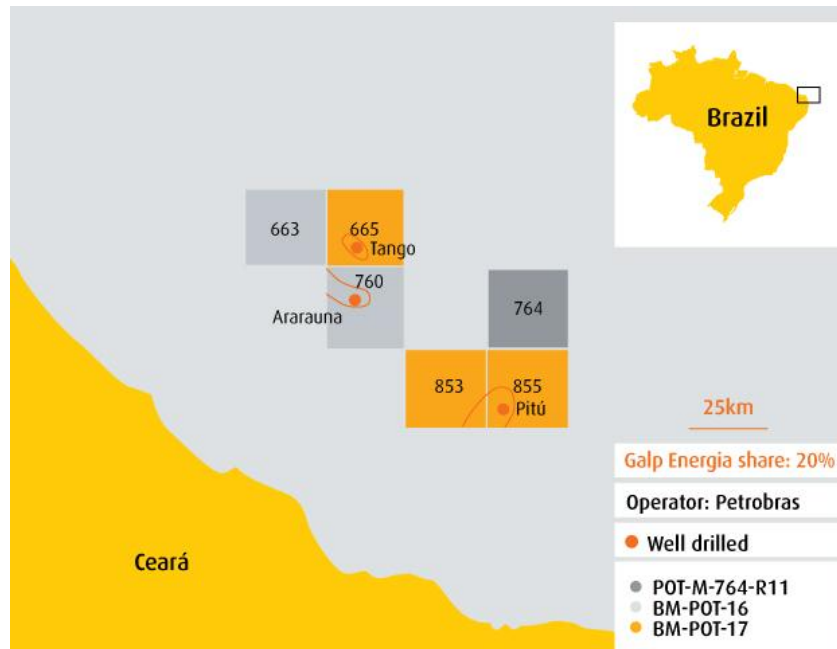 Brazil
663
665
Tango
760
Ararauna
764
853
855
Pitú
25km
Galp Energia share: 20%
Operator: Petrobras
Well drilled
Ceará
POT-M-764-R11
BM-POT-16
BM-POT-17